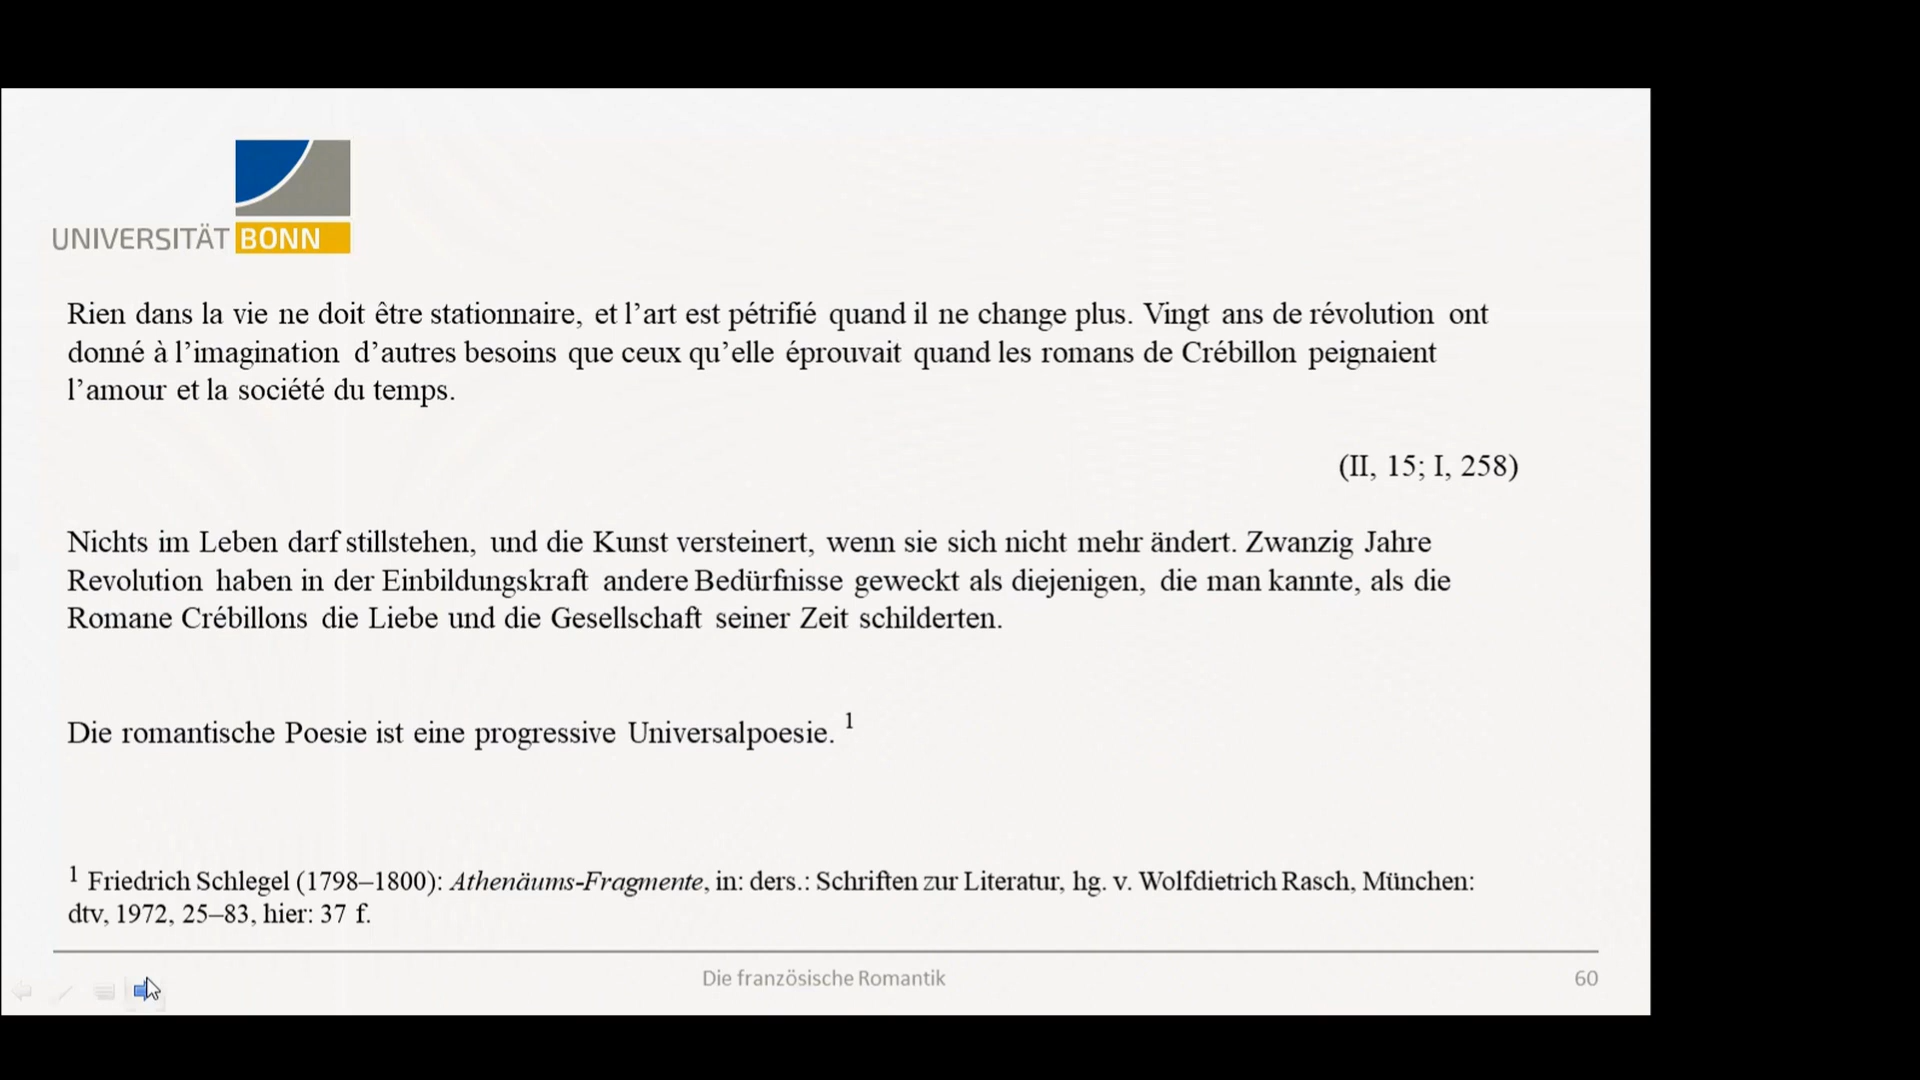 UNIVERSITÄT BONN
Rien dans la vie ne doit être stationnaire, et l’art est pétrifié quand il ne change plus. Vingt ans de révolution ont
donné à l’imagination d’autres besoins que ceux qu’elle éprouvait quand les romans de Crébillon peignaient
l’amour et la société du temps.
(II, 15; I, 258)
Nichts im Leben darf stillstehen, und die Kunst versteinert, wenn sie sich nicht mehr ändert. Zwanzig Jahre
Revolution haben in der Einbildungskraft andere Bedürfnisse geweckt als diejenigen, die man kannte, als die
Romane Crébillons die Liebe und die Gesellschaft seiner Zeit schilderten.
Die romantische Poesie ist eine progressive Universalpoesie. 1
1 Friedrich Schlegel (1798–1800): Athenäums-Fragmente, in: ders.: Schriften zur Literatur, hg. v. Wolfdietrich Rasch, München:
dtv, 1972, 25–83, hier: 37 f.
Die französische Romantik
60